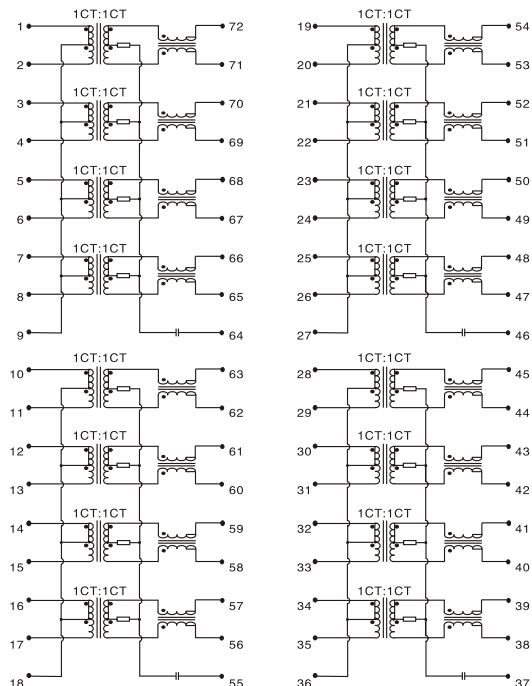 1CT:1CT 1CT:1CT
1 72 19 54
2 71 20 53
1CT:1CT 1CT:1CT
3 70 21 52
4 69 22 51
1CT:1CT 1CT:1CT
5 68 23 50
6 67 24 49
1CT:1CT 1CT:1CT
7 66 25 48
8 65 26 47
9 64 27 46
1CT:1CT 1CT:1CT
10 63 28 45
11 62 29 44
1CT:1CT 1CT:1CT
12 61 30 43
13 60 31 42
1CT:1CT 1CT:1CT
14 59 32 41
15 58 33 40
1CT:1CT 1CT:1CT
16 57 34 39
17 56 35 38
18 55 36 37